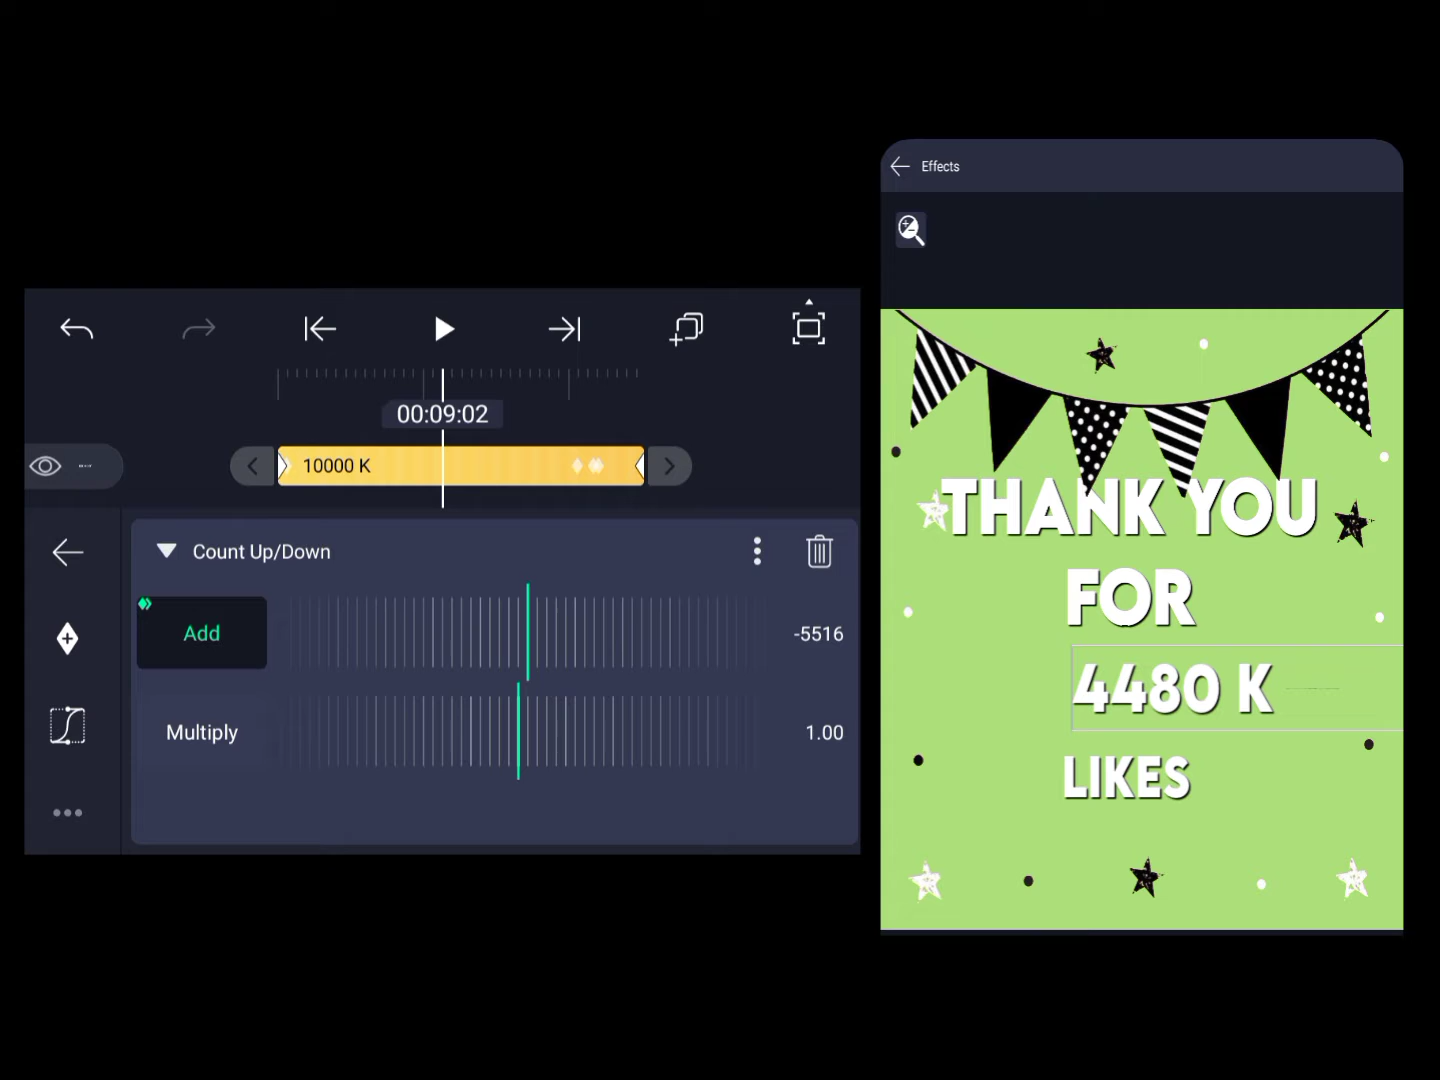 Effects
00:09:02
10000 K
Count Up/Down
Add
-5516
Multiply
1.00
THANK YOU
FOR
4480 K
LIKES